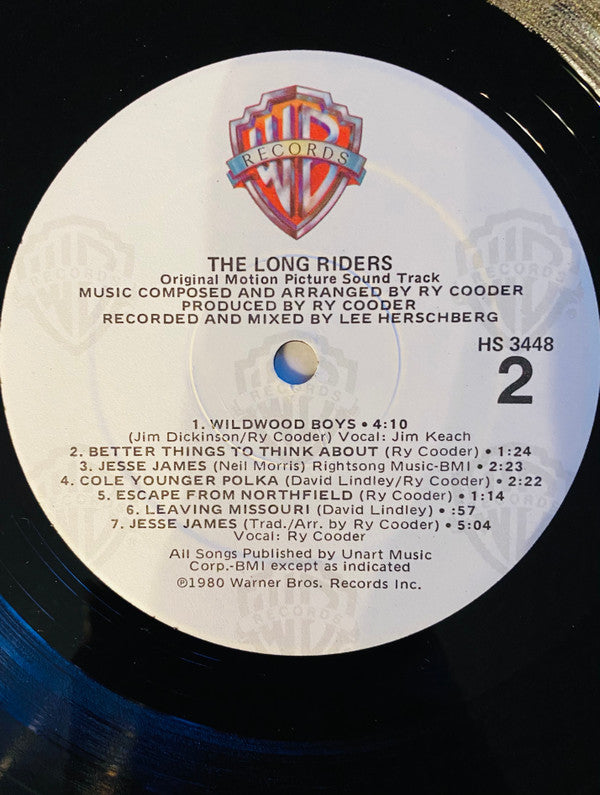 WB
RECORDS
THE LONG RIDERS
Original Motion Picture Sound Track
MUSIC COMPOSED AND ARRANGED BY RY COODER
PRODUCED BY RY COODER
RECORDED AND MIXED BY LEE HERSCHBERG
HS 3448
2
1. WILDWOOD BOYS • 4:10
(Jim Dickinson/Ry Cooder) Vocal: Jim Keach
2. BETTER THINGS TO THINK ABOUT (Ry Cooder) • 1:24
3. JESSE JAMES (Neil Morris) Rightsong Music-BMI • 2:23
4. COLE YOUNGER POLKA (David Lindley/Ry Cooder) • 2:22
5. ESCAPE FROM NORTHFIELD (Ry Cooder) • 1:14
6. LEAVING MISSOURI (David Lindley) • :57
7. JESSE JAMES (Trad./Arr. by Ry Cooder) • 5:04
Vocal: Ry Cooder
All Songs Published by Unart Music
Corp.-BMI except as indicated
℗1980 Warner Bros. Records Inc.